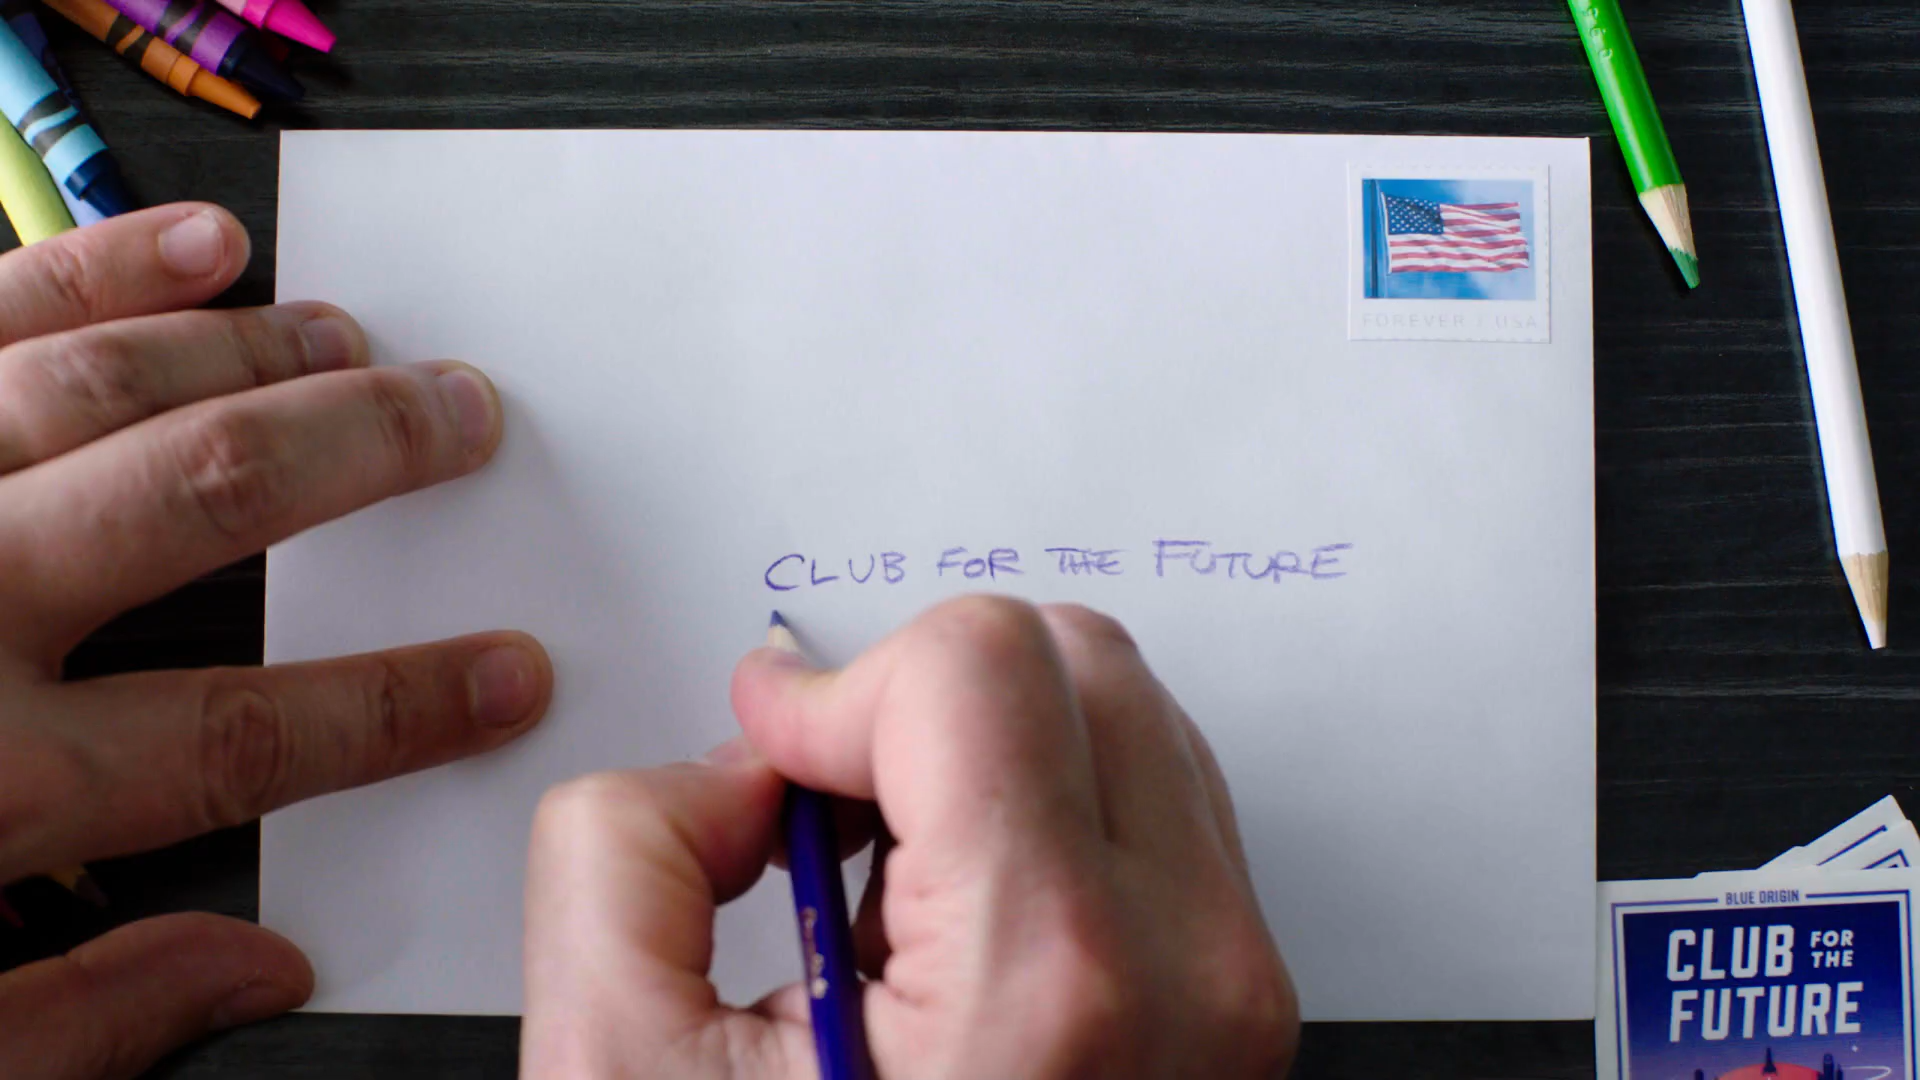 FOREVER / USA
CLUB FOR THE FUTURE
BLUE ORIGIN
CLUB FOR THE
FUTURE